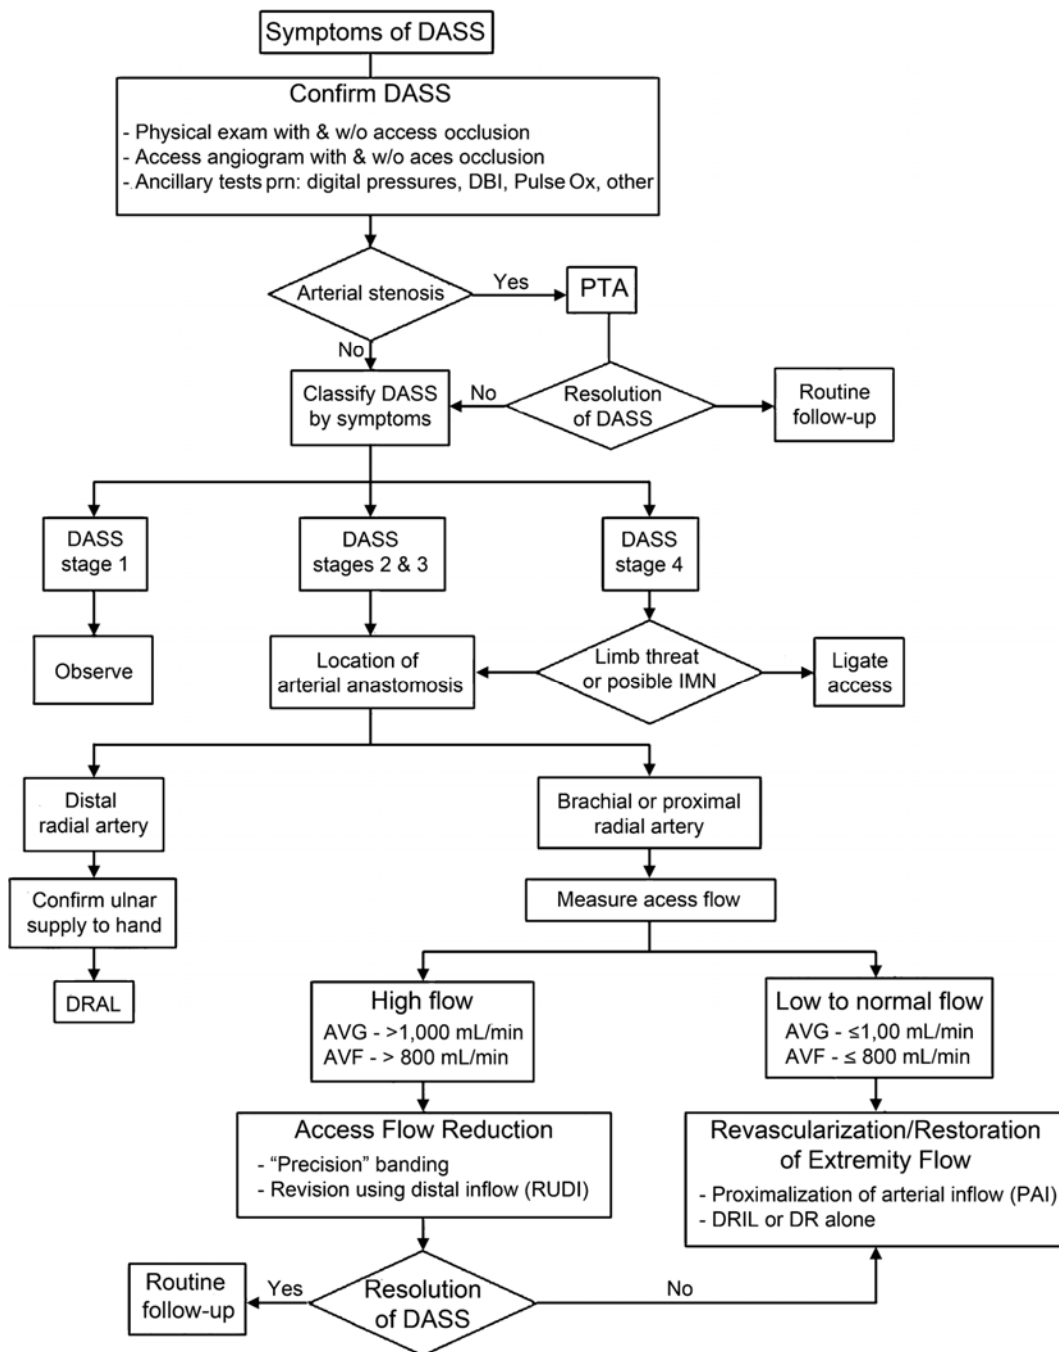 Symptoms of DASS
Confirm DASS
- Physical exam with & w/o access occlusion
- Access angiogram with & w/o aces occlusion
- Ancillary tests prn: digital pressures, DBI, Pulse Ox, other
Arterial stenosis
Yes
PTA
No
Classify DASS
by symptoms
No
Resolution
of DASS
Routine
follow-up
DASS
stage 1
DASS
stages 2 & 3
DASS
stage 4
Observe
Location of
arterial anastomosis
Limb threat
or posible IMN
Ligate
access
Distal
radial artery
Brachial or proximal
radial artery
Confirm ulnar
supply to hand
Measure acess flow
DRAL
High flow
AVG - >1,000 mL/min
AVF - > 800 mL/min
Low to normal flow
AVG - ≤1,00 mL/min
AVF - ≤ 800 mL/min
Access Flow Reduction
- “Precision” banding
- Revision using distal inflow (RUDI)
Revascularization/Restoration
of Extremity Flow
- Proximalization of arterial inflow (PAI)
- DRIL or DR alone
Routine
follow-up
Yes
Resolution
of DASS
No